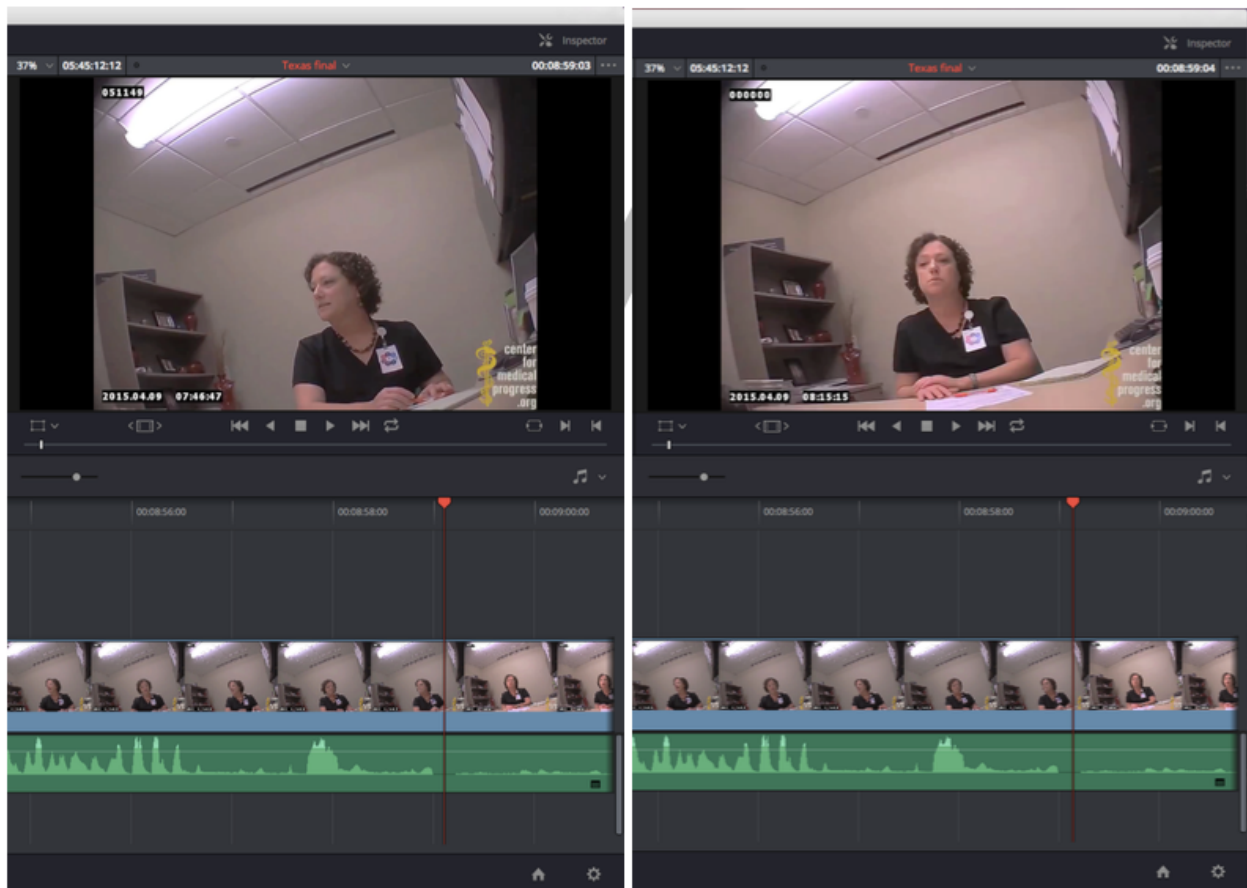 Inspector
37% 05:45:12:12 Texas final 00:08:59:03
051149
center
for
medical
progress
.org
2015.04.09 07:46:47
00:08:56:00 00:08:58:00 00:09:00:00
Inspector
37% 05:45:12:12 Texas final 00:08:59:04
000000
center
for
medical
progress
.org
2015.04.09 08:15:15
00:08:56:00 00:08:58:00 00:09:00:00